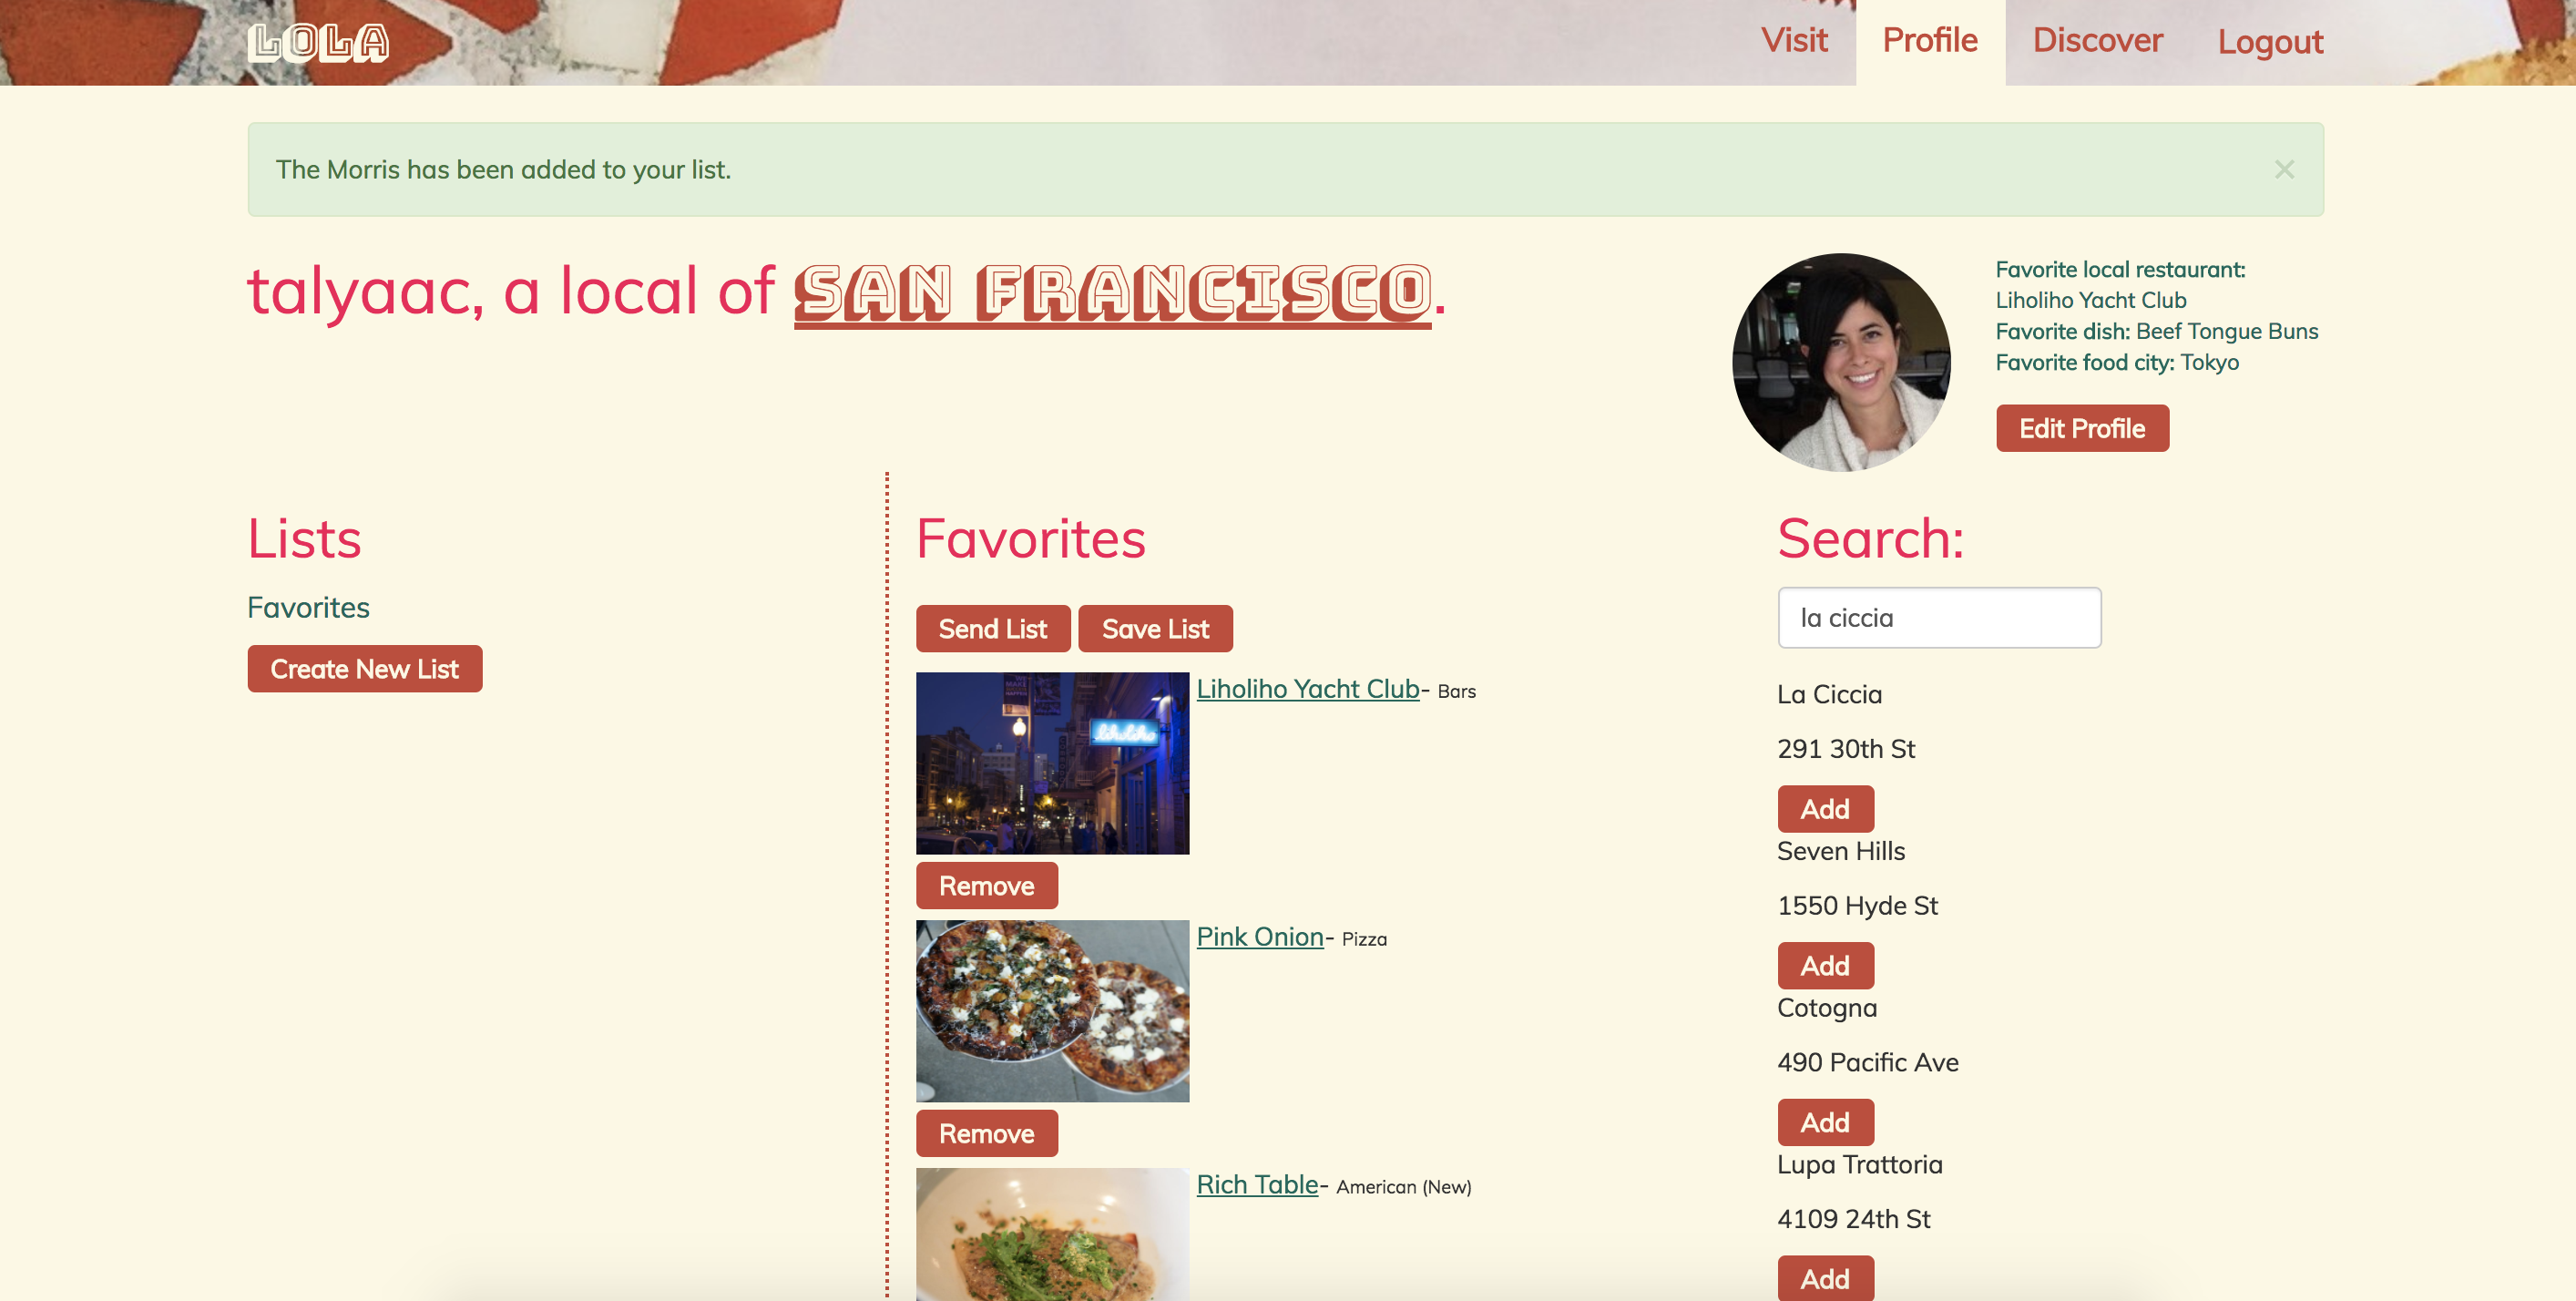 LOLA
Visit
Profile
Discover
Logout
The Morris has been added to your list.
×
talyaac, a local of SAN FRANCISCO.
Favorite local restaurant:
Liholiho Yacht Club
Favorite dish: Beef Tongue Buns
Favorite food city: Tokyo
Edit Profile
Lists
Favorites
Create New List
Favorites
Send List
Save List
WE
MAKE
liholiho
Liholiho Yacht Club- Bars
Remove
Pink Onion- Pizza
Remove
Rich Table- American (New)
Search:
la ciccia
La Ciccia
291 30th St
Add
Seven Hills
1550 Hyde St
Add
Cotogna
490 Pacific Ave
Add
Lupa Trattoria
4109 24th St
Add